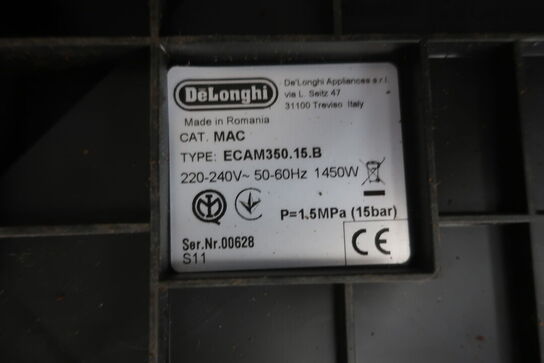 DeLonghi
De'Longhi Appliances s.r.l.
via L. Seitz 47
31100 Treviso Italy
Made in Romania
CAT. MAC
TYPE: ECAM350.15.B
220-240V~ 50-60Hz 1450W
P=1,5MPa (15bar)
Ser.Nr.00628
S11
CE